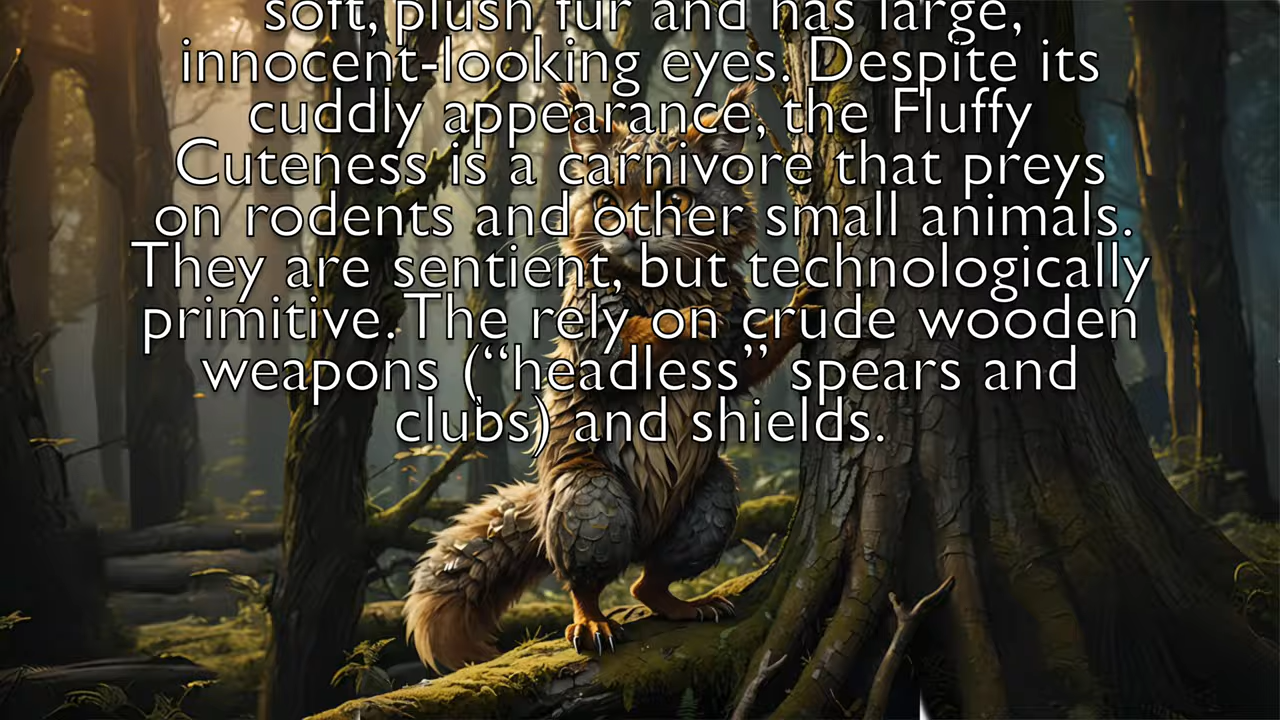 soft, plush fur and has large,
innocent-looking eyes. Despite its
cuddly appearance, the Fluffy
Cuteness is a carnivore that preys
on rodents and other small animals.
They are sentient, but technologically
primitive. The rely on crude wooden
weapons (“headless” spears and
clubs) and shields.